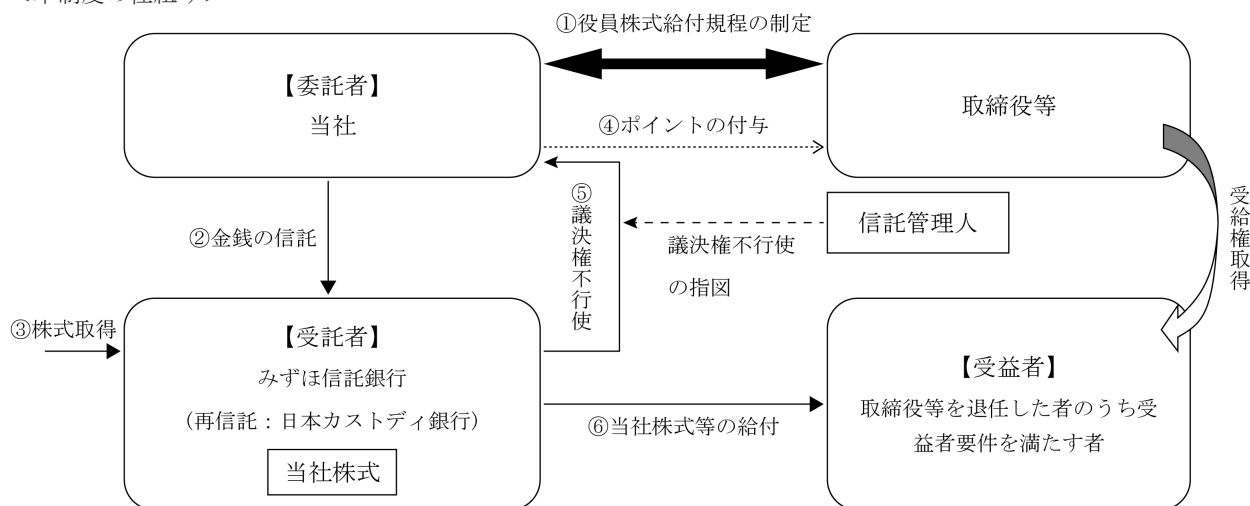 ①役員株式給付規程の制定
【委託者】
当社
取締役等
④ポイントの付与
⑤議決権不行使
信託管理人
議決権不行使
の指図
受給権取得
②金銭の信託
③株式取得
【受託者】
みずほ信託銀行
(再信託：日本カストディ銀行)
当社株式
⑥当社株式等の給付
【受益者】
取締役等を退任した者のうち受
益者要件を満たす者